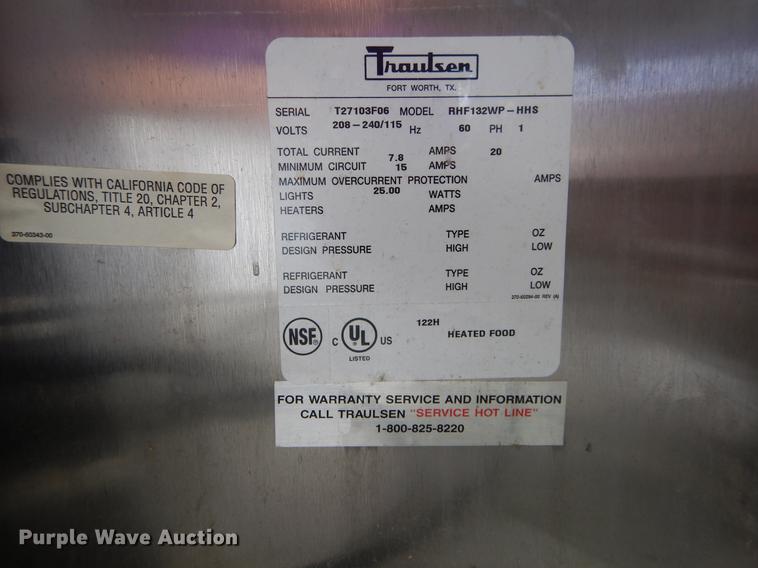 Traulsen
FORT WORTH, TX.
SERIAL T27103F06 MODEL RHF132WP-HHS
VOLTS 208-240/115 Hz 60 PH 1
TOTAL CURRENT 7.8 AMPS 20
MINIMUM CIRCUIT 15 AMPS
MAXIMUM OVERCURRENT PROTECTION AMPS
LIGHTS 25.00 WATTS
HEATERS AMPS
REFRIGERANT TYPE OZ
DESIGN PRESSURE HIGH LOW
REFRIGERANT TYPE OZ
DESIGN PRESSURE HIGH LOW
370-60294-00 REV (A)
NSF® C UL® US 122H HEATED FOOD
LISTED
COMPLIES WITH CALIFORNIA CODE OF
REGULATIONS, TITLE 20, CHAPTER 2,
SUBCHAPTER 4, ARTICLE 4
370-60343-00
FOR WARRANTY SERVICE AND INFORMATION
CALL TRAULSEN "SERVICE HOT LINE"
1-800-825-8220
Purple Wave Auction